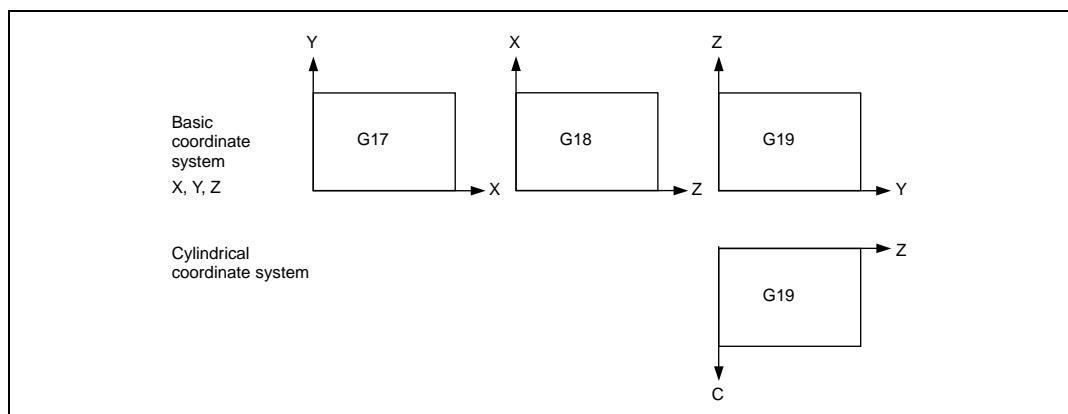 Y
X
Z
Basic
coordinate
system
X, Y, Z
G17
G18
G19
X
Z
Y
Cylindrical
coordinate system
Z
G19
C